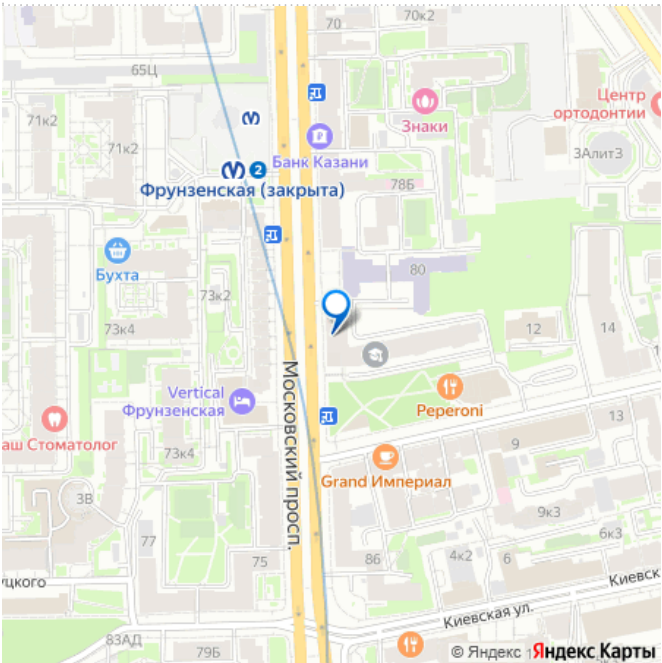 70к2
70
65Ц
Центр
ортодонтии
71к2
71к2
Знаки
Банк Казани
3АлитЗ
2
78Б
Фрунзенская (закрыта)
80
Бухта
73к2
73к4
12
14
Московский просп.
Vertical
Фрунзенская
Peperoni
аш Стоматолог
13
9
73к4
Grand Империал
3В
9к3
77
75
86
4к2
6
6к3
уцкого
Киевск
Киевская ул.
83АД
79Б
© Яндекс
Яндекс Карты